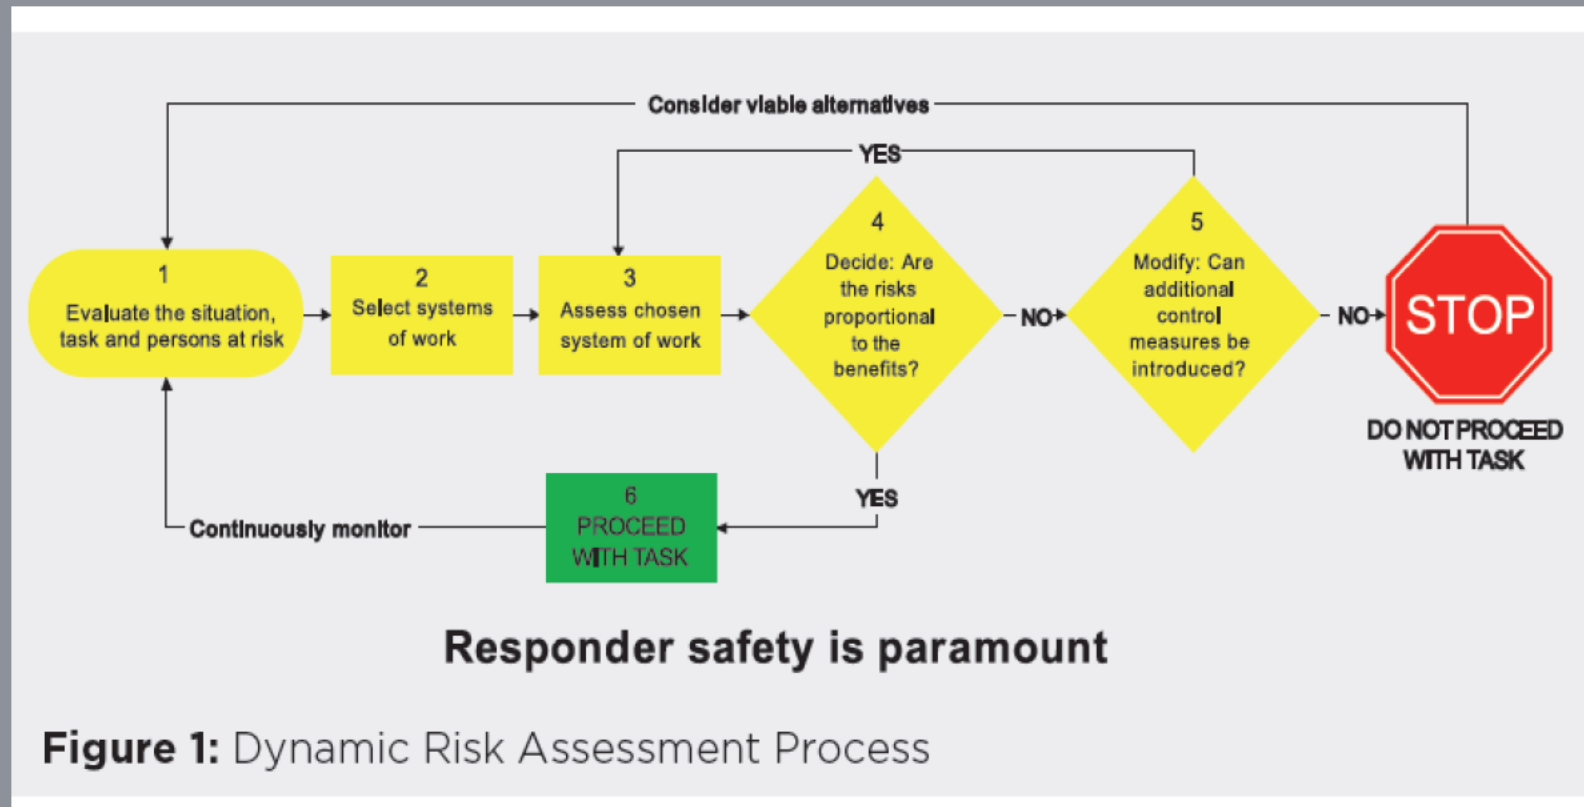 Consider viable alternatives
YES
1
Evaluate the situation,
task and persons at risk
2
Select systems
of work
3
Assess chosen
system of work
4
Decide: Are
the risks
proportional
to the
benefits?
NO
5
Modify: Can
additional
control
measures be
introduced?
NO
STOP
DO NOT PROCEED
WITH TASK
YES
6
PROCEED
WITH TASK
Continuously monitor
Responder safety is paramount
Figure 1: Dynamic Risk Assessment Process